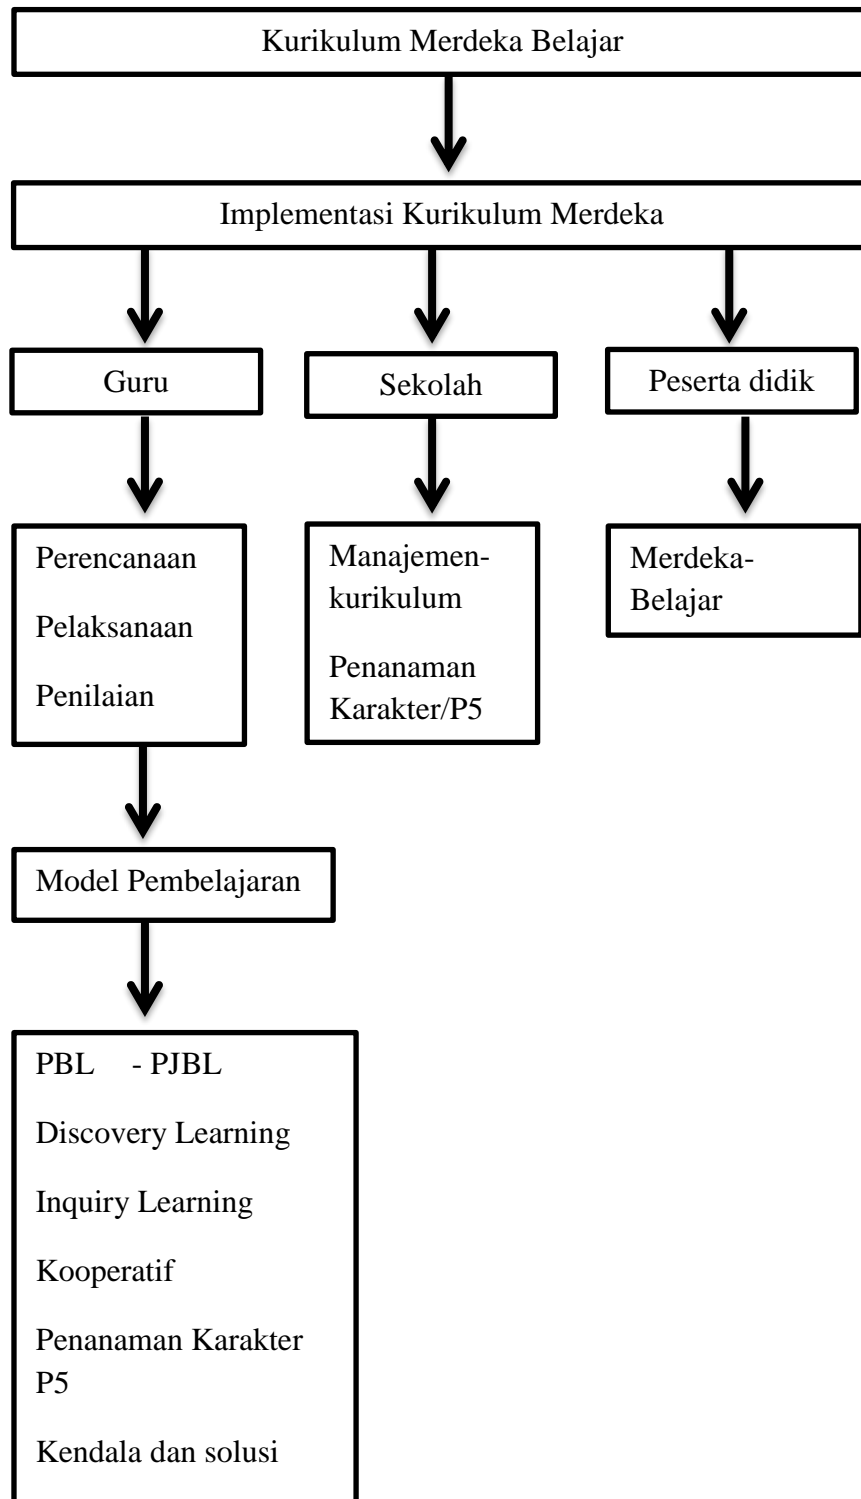 Kurikulum Merdeka Belajar
Implementasi Kurikulum Merdeka
Guru
Sekolah
Peserta didik
Perencanaan
Pelaksanaan
Penilaian
Manajemen-
kurikulum
Penanaman
Karakter/P5
Merdeka-
Belajar
Model Pembelajaran
PBL - PJBL
Discovery Learning
Inquiry Learning
Kooperatif
Penanaman Karakter
P5
Kendala dan solusi